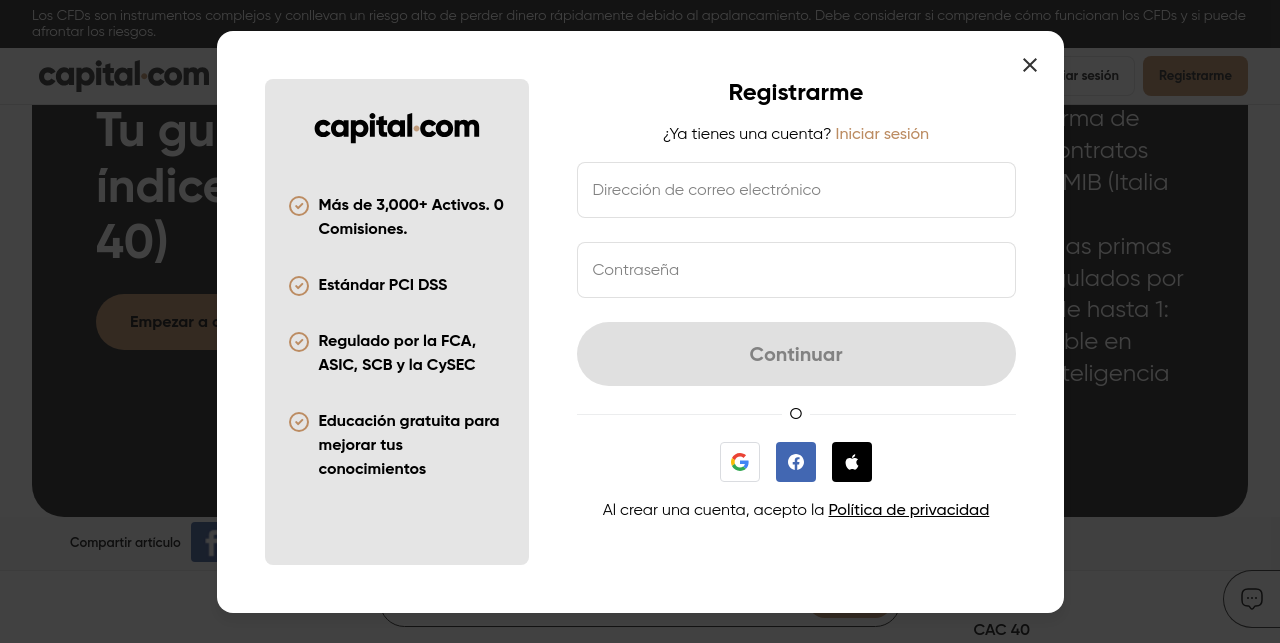 Los CFDs son instrumentos complejos y conllevan un riesgo alto de perder dinero rápidamente debido al apalancamiento. Debe considerar si comprende cómo funcionan los CFDs y si puede
afrontar los riesgos.
capital.com
iar sesión
Registrarme
Tu gu
índice
40)
Empezar a
rma de
ontratos
MIB (Italia
as primas
gulados por
de hasta 1:
ible en
teligencia
Compartir artículo
CAC 40
capital.com
Más de 3,000+ Activos. 0
Comisiones.
Estándar PCI DSS
Regulado por la FCA,
ASIC, SCB y la CySEC
Educación gratuita para
mejorar tus
conocimientos
Registrarme
¿Ya tienes una cuenta? Iniciar sesión
Dirección de correo electrónico
Contraseña
Continuar
O
Al crear una cuenta, acepto la Política de privacidad